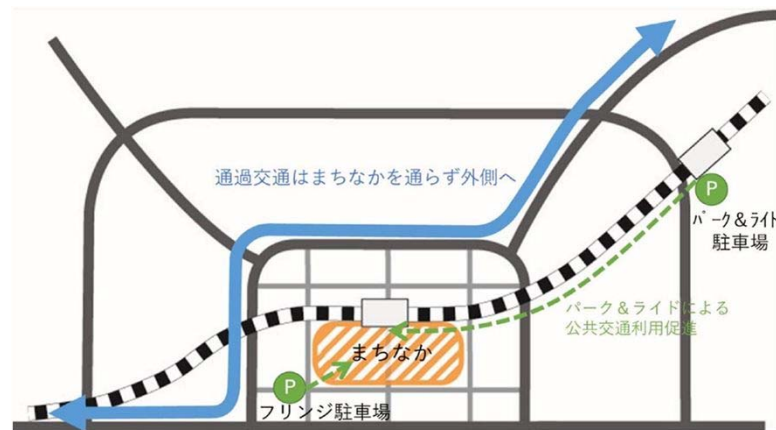 通過交通はまちなかを通らず外側へ
P
パーク&ライド
駐車場
パーク&ライドによる
公共交通利用促進
まちなか
P
フリンジ駐車場